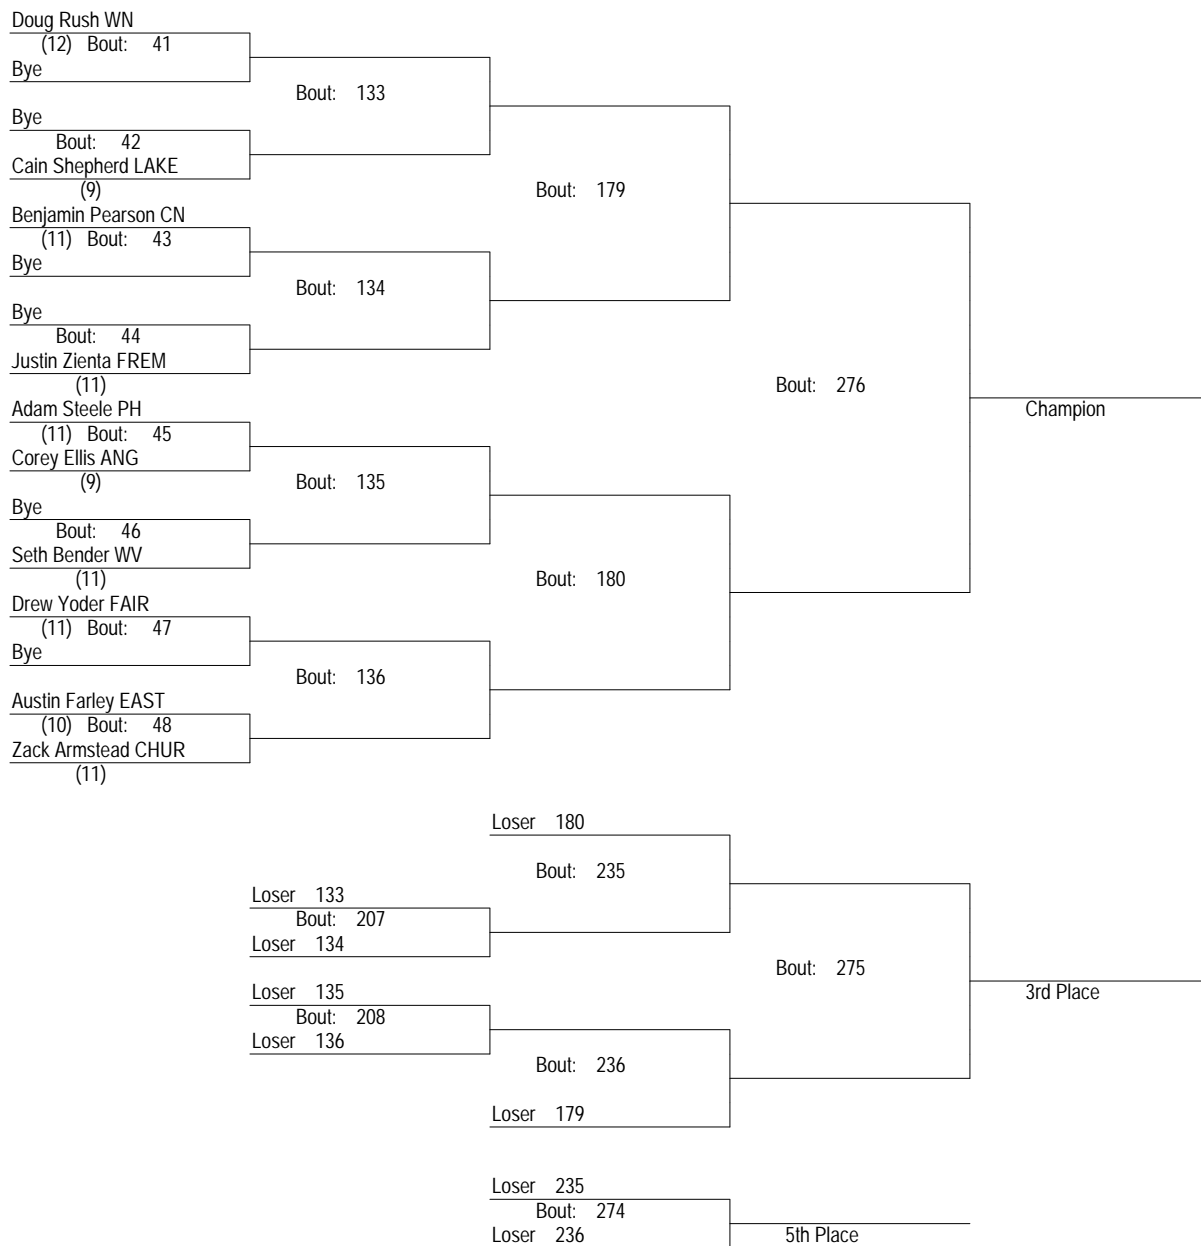 Doug Rush WN
(12) Bout: 41
Bye
Bout: 133
Bye
Bout: 42
Cain Shepherd LAKE
(9)
Bout: 179
Benjamin Pearson CN
(11) Bout: 43
Bye
Bout: 134
Bye
Bout: 44
Justin Zienta FREM
(11)
Bout: 276
Champion
Adam Steele PH
(11) Bout: 45
Corey Ellis ANG
(9)
Bout: 135
Bye
Bout: 46
Seth Bender WV
(11)
Bout: 180
Drew Yoder FAIR
(11) Bout: 47
Bye
Bout: 136
Austin Farley EAST
(10) Bout: 48
Zack Armstead CHUR
(11)
Loser 180
Bout: 235
Loser 133
Bout: 207
Loser 134
Bout: 275
3rd Place
Loser 135
Bout: 208
Loser 136
Bout: 236
Loser 179
Loser 235
Bout: 274
Loser 236
5th Place